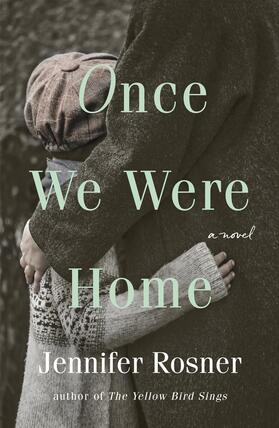 Once
We Were
a novel
Home
Jennifer Rosner
author of The Yellow Bird Sings